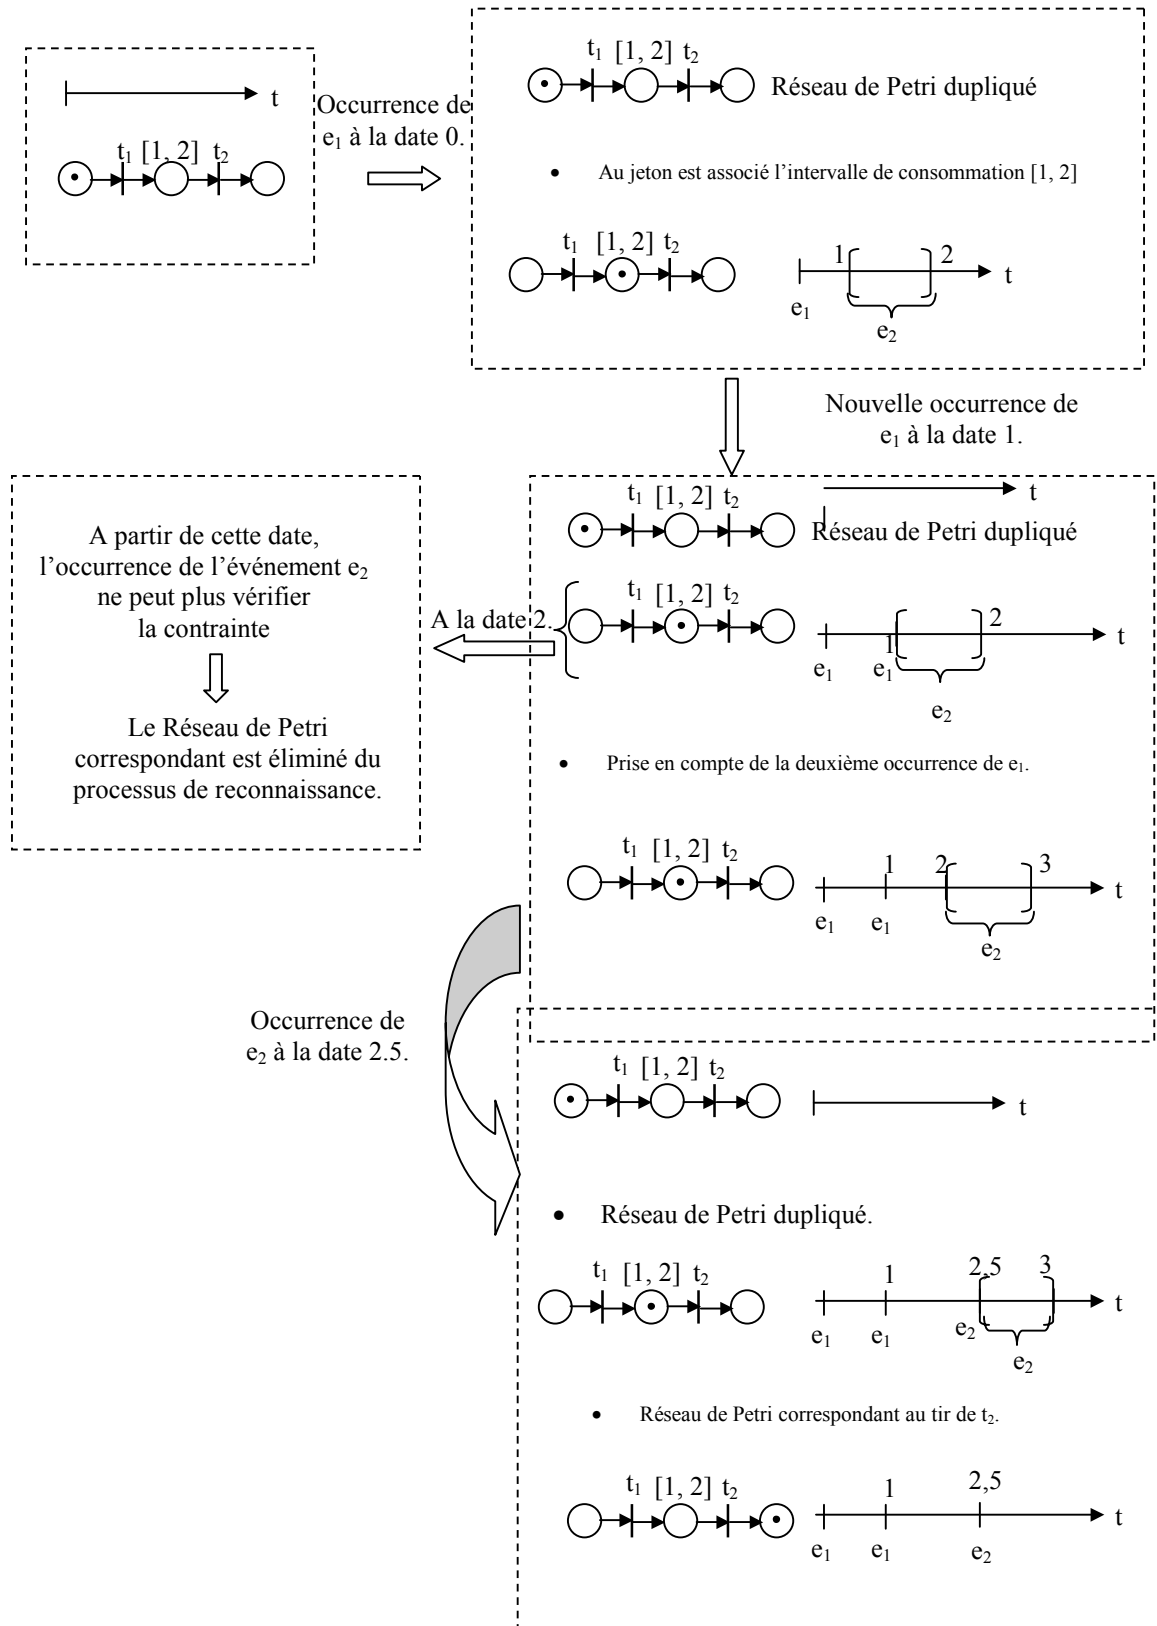 t
t₁ [1, 2] t₂
Occurrence de
e₁ à la date 0.
t₁ [1, 2] t₂
Réseau de Petri dupliqué
• Au jeton est associé l’intervalle de consommation [1, 2]
t₁ [1, 2] t₂
1 2
t
e₁
e₂
Nouvelle occurrence de
e₁ à la date 1.
t₁ [1, 2] t₂
t
Réseau de Petri dupliqué
t₁ [1, 2] t₂
2
1
t
e₁ e₁
e₂
A la date 2.
A partir de cette date,
l’occurrence de l’événement e₂
ne peut plus vérifier
la contrainte
Le Réseau de Petri
correspondant est éliminé du
processus de reconnaissance.
• Prise en compte de la deuxième occurrence de e₁.
t₁ [1, 2] t₂
1 2 3
t
e₁ e₁
e₂
Occurrence de
e₂ à la date 2.5.
t₁ [1, 2] t₂
t
• Réseau de Petri dupliqué.
t₁ [1, 2] t₂
1 2,5 3
t
e₁ e₁ e₂
e₂
• Réseau de Petri correspondant au tir de t₂.
t₁ [1, 2] t₂
1 2,5
t
e₁ e₁ e₂